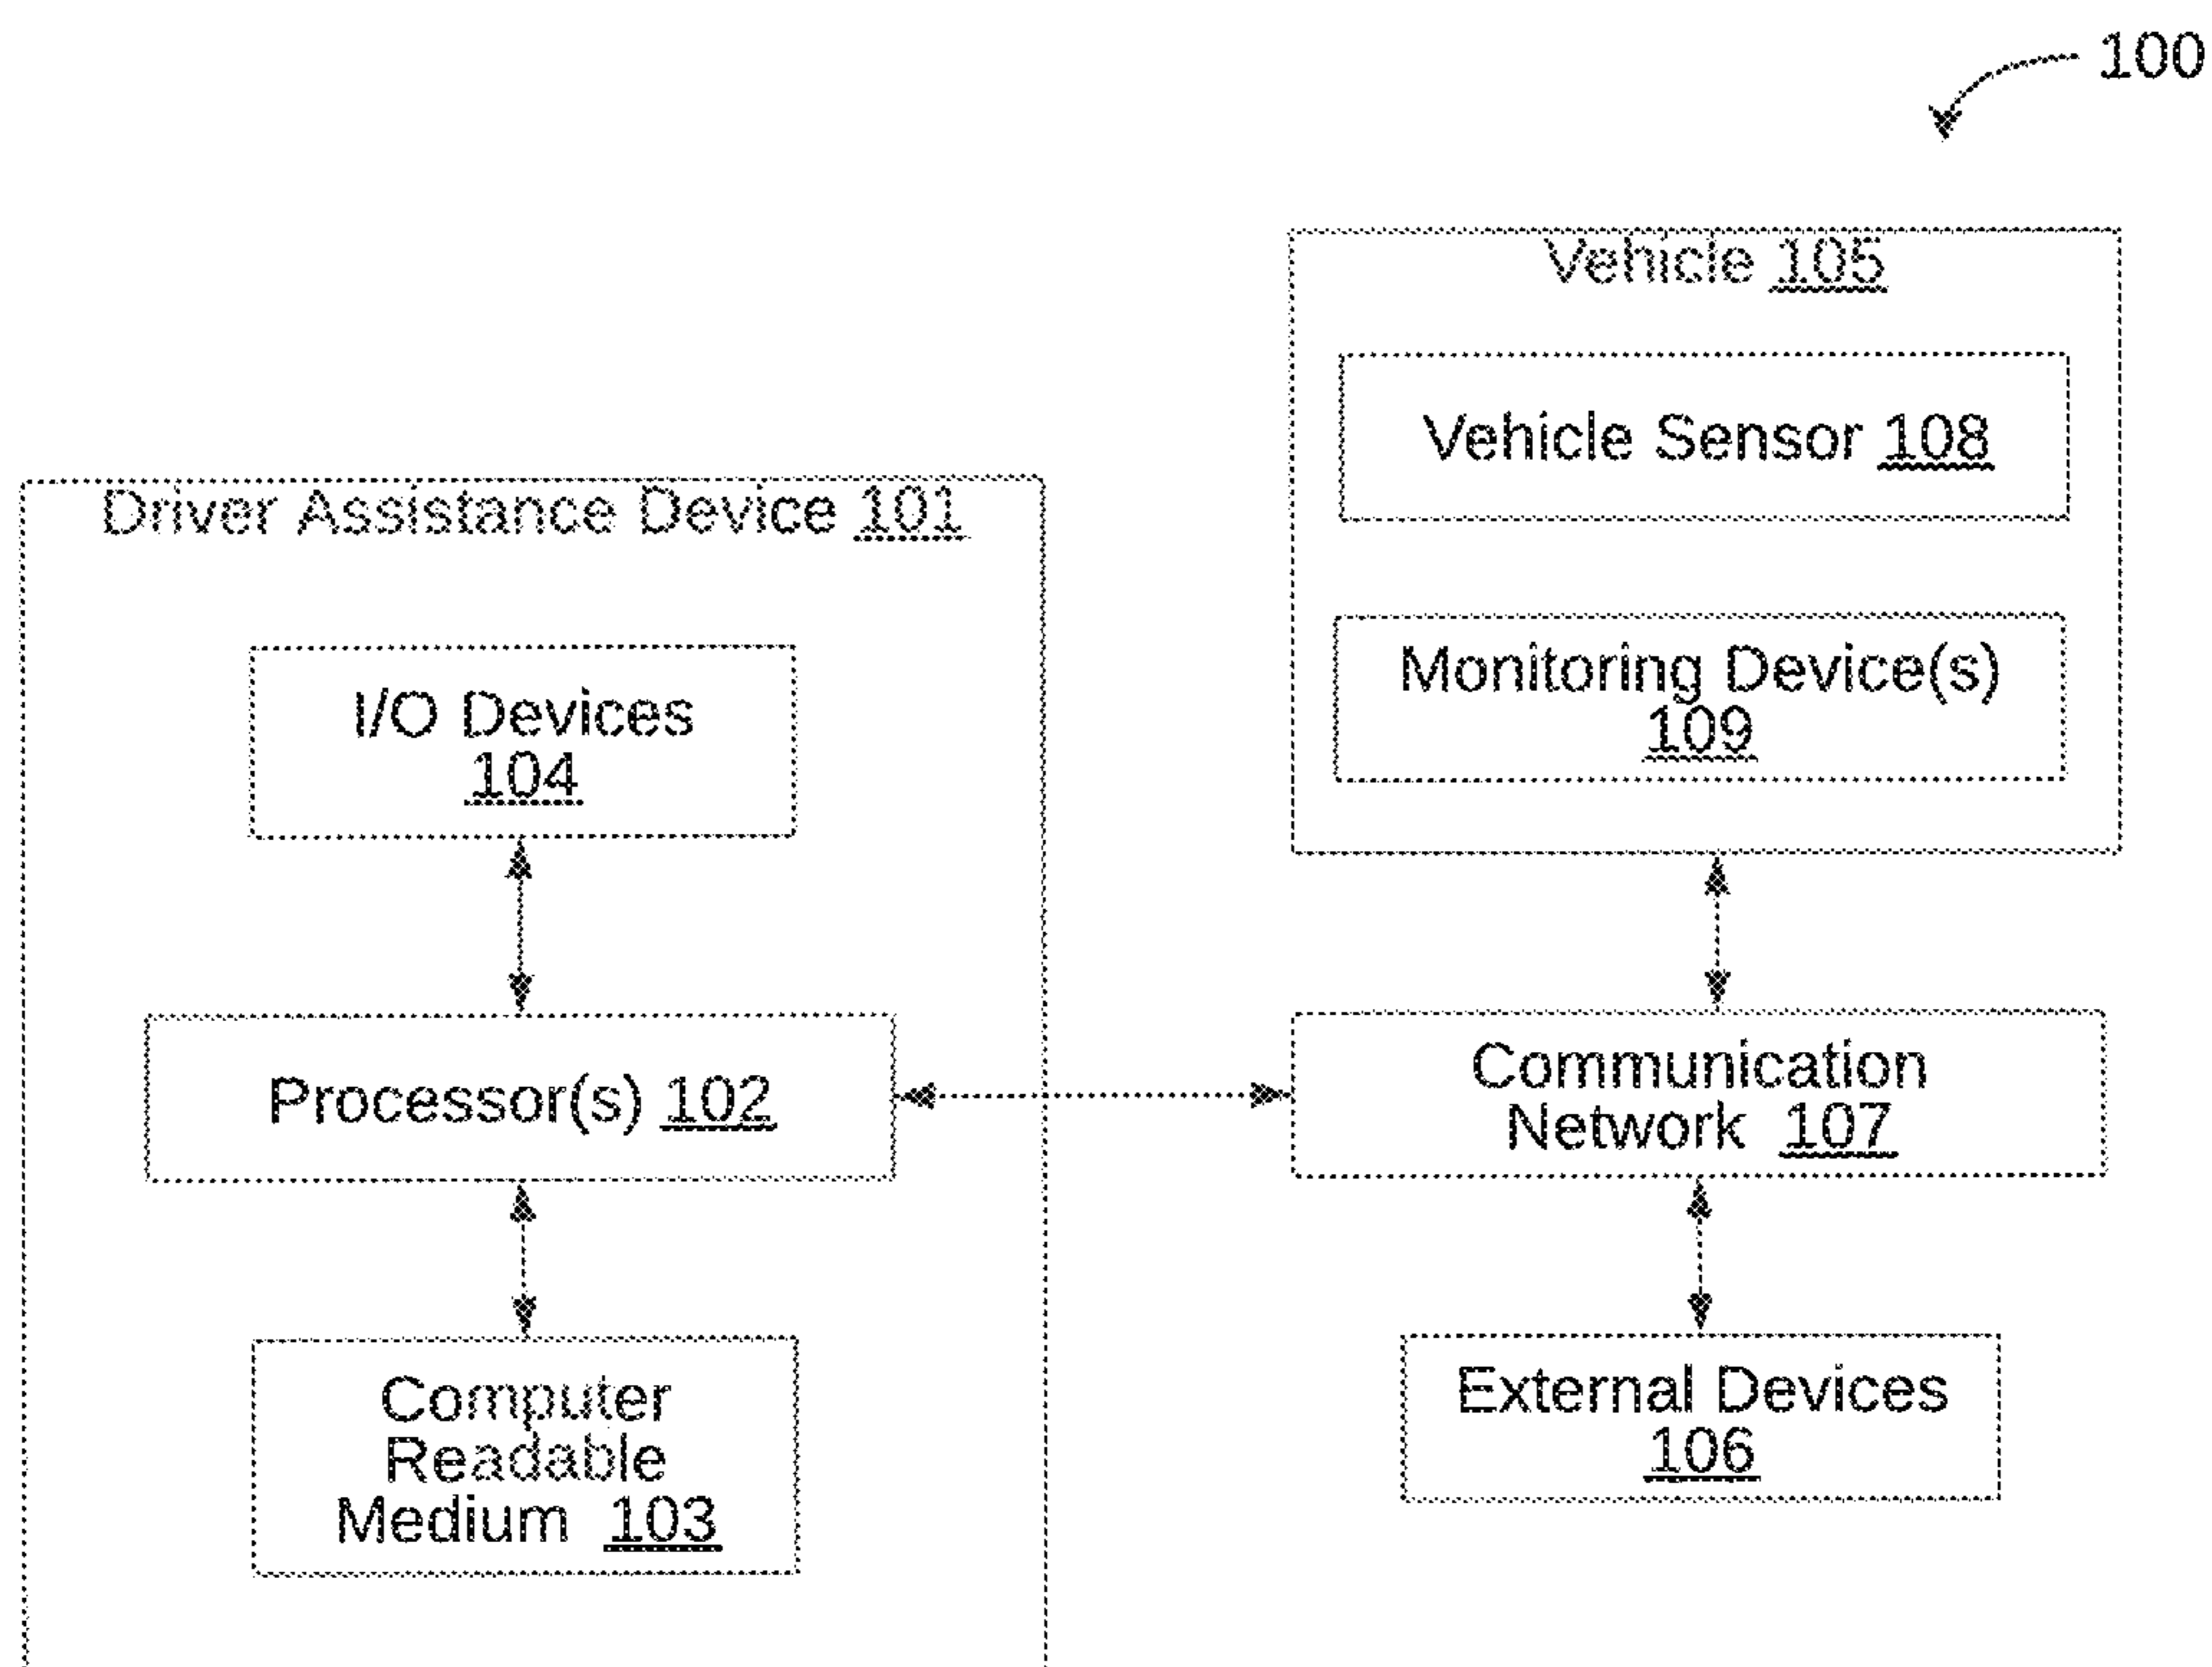 100
Vehicle 105
Vehicle Sensor 108
Monitoring Device(s)
109
Driver Assistance Device 101
I/O Devices
104
Processor(s) 102
Computer
Readable
Medium 103
Communication
Network 107
External Devices
106